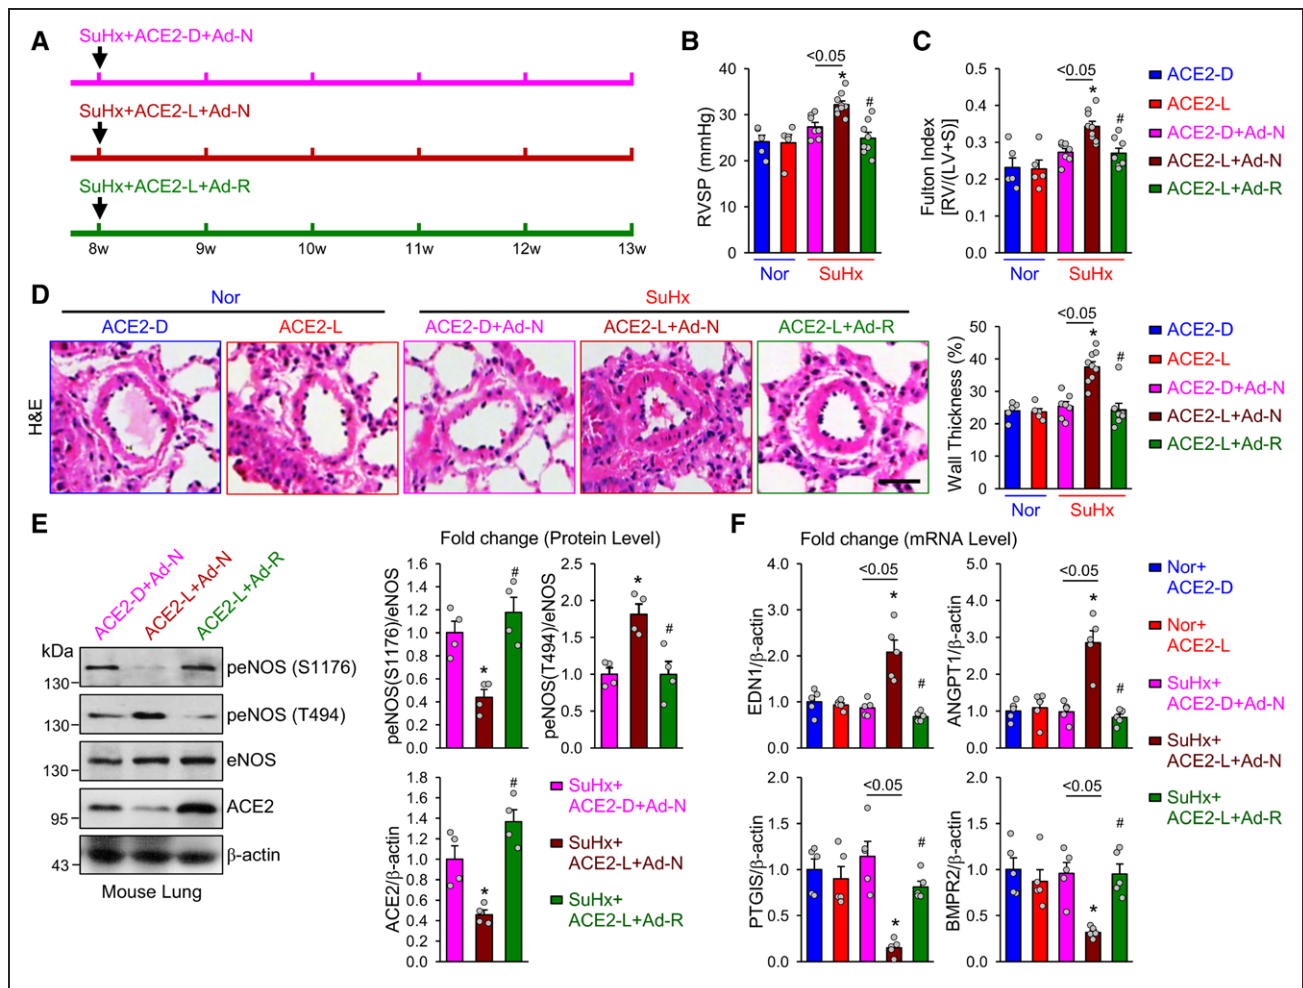 A
SuHx+ACE2-D+Ad-N
SuHx+ACE2-L+Ad-N
SuHx+ACE2-L+Ad-R
8w 9w 10w 11w 12w 13w
B
<0.05
*
#
40
30
20
10
0
RVSP (mmHg)
Nor SuHx
C
<0.05
*
#
0.5
0.4
0.3
0.2
0.1
0.0
Fulton Index
[RV/(LV+S)]
Nor SuHx
ACE2-D
ACE2-L
ACE2-D+Ad-N
ACE2-L+Ad-N
ACE2-L+Ad-R
D
Nor SuHx
ACE2-D ACE2-L ACE2-D+Ad-N ACE2-L+Ad-N ACE2-L+Ad-R
H&E
<0.05
*
#
50
40
30
20
10
0
Wall Thickness (%)
Nor SuHx
ACE2-D
ACE2-L
ACE2-D+Ad-N
ACE2-L+Ad-N
ACE2-L+Ad-R
E
ACE2-D+Ad-N
ACE2-L+Ad-N
ACE2-L+Ad-R
kDa
130 peNOS (S1176)
130 peNOS (T494)
130 eNOS
95 ACE2
43 β-actin
Mouse Lung
Fold change (Protein Level)
1.6
1.4
1.2
1.0
0.8
0.6
0.4
0.2
0.0
peNOS(S1176)/eNOS
*
#
2.5
2.0
1.5
1.0
0.5
0.0
peNOS(T494)/eNOS
*
#
1.8
1.6
1.4
1.2
1.0
0.8
0.6
0.4
0.2
0.0
ACE2/β-actin
*
#
SuHx+
ACE2-D+Ad-N
SuHx+
ACE2-L+Ad-N
SuHx+
ACE2-L+Ad-R
F
Fold change (mRNA Level)
<0.05
*
#
4.0
3.0
2.0
1.0
0.0
EDN1/β-actin
<0.05
*
#
5.0
4.0
3.0
2.0
1.0
0.0
ANGPT1/β-actin
<0.05
*
#
2.0
1.5
1.0
0.5
0.0
PTGIS/β-actin
<0.05
*
#
2.0
1.5
1.0
0.5
0.0
BMPR2/β-actin
Nor+
ACE2-D
Nor+
ACE2-L
SuHx+
ACE2-D+Ad-N
SuHx+
ACE2-L+Ad-N
SuHx+
ACE2-L+Ad-R